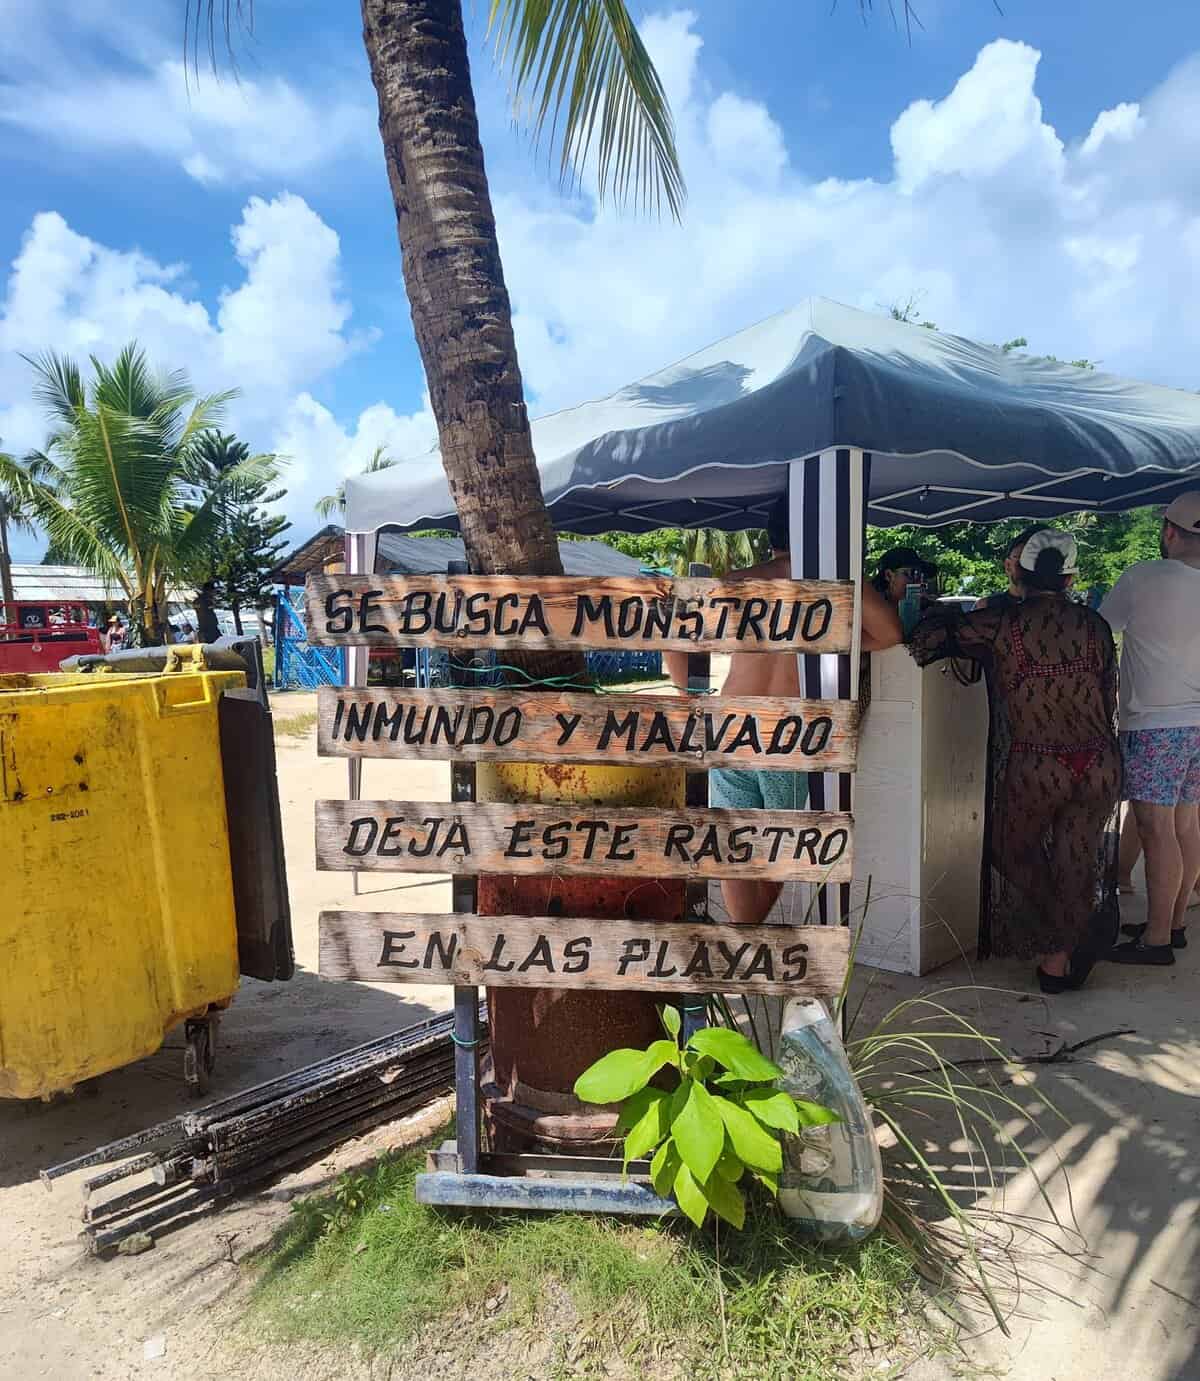 SE BUSCA MONSTRUO
INMUNDO Y MALVADO
DEJA ESTE RASTRO
EN LAS PLAYAS